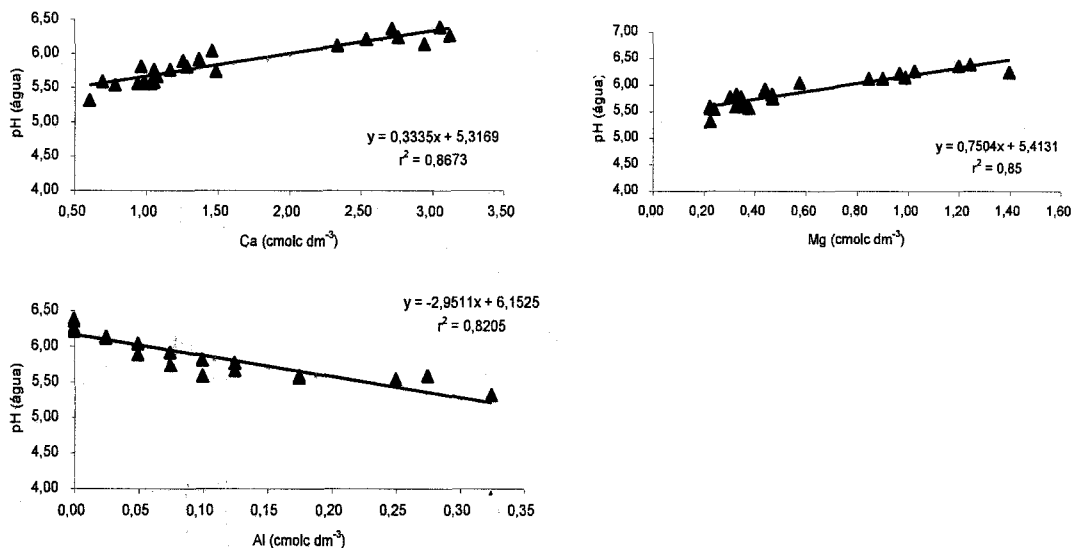 6,50
6,00
5,50
5,00
4,50
4,00
pH (água)
y = 0,3335x + 5,3169
r² = 0,8673
0,50 1,00 1,50 2,00 2,50 3,00 3,50
Ca (cmolc dm⁻³)
7,00
6,50
6,00
5,50
5,00
4,50
4,00
pH (água)
y = 0,7504x + 5,4131
r² = 0,85
0,00 0,20 0,40 0,60 0,80 1,00 1,20 1,40 1,60
Mg (cmolc dm⁻³)
6,50
6,00
5,50
5,00
4,50
4,00
pH (água)
y = -2,9511x + 6,1525
r² = 0,8205
0,00 0,05 0,10 0,15 0,20 0,25 0,30 0,35
Al (cmolc dm⁻³)